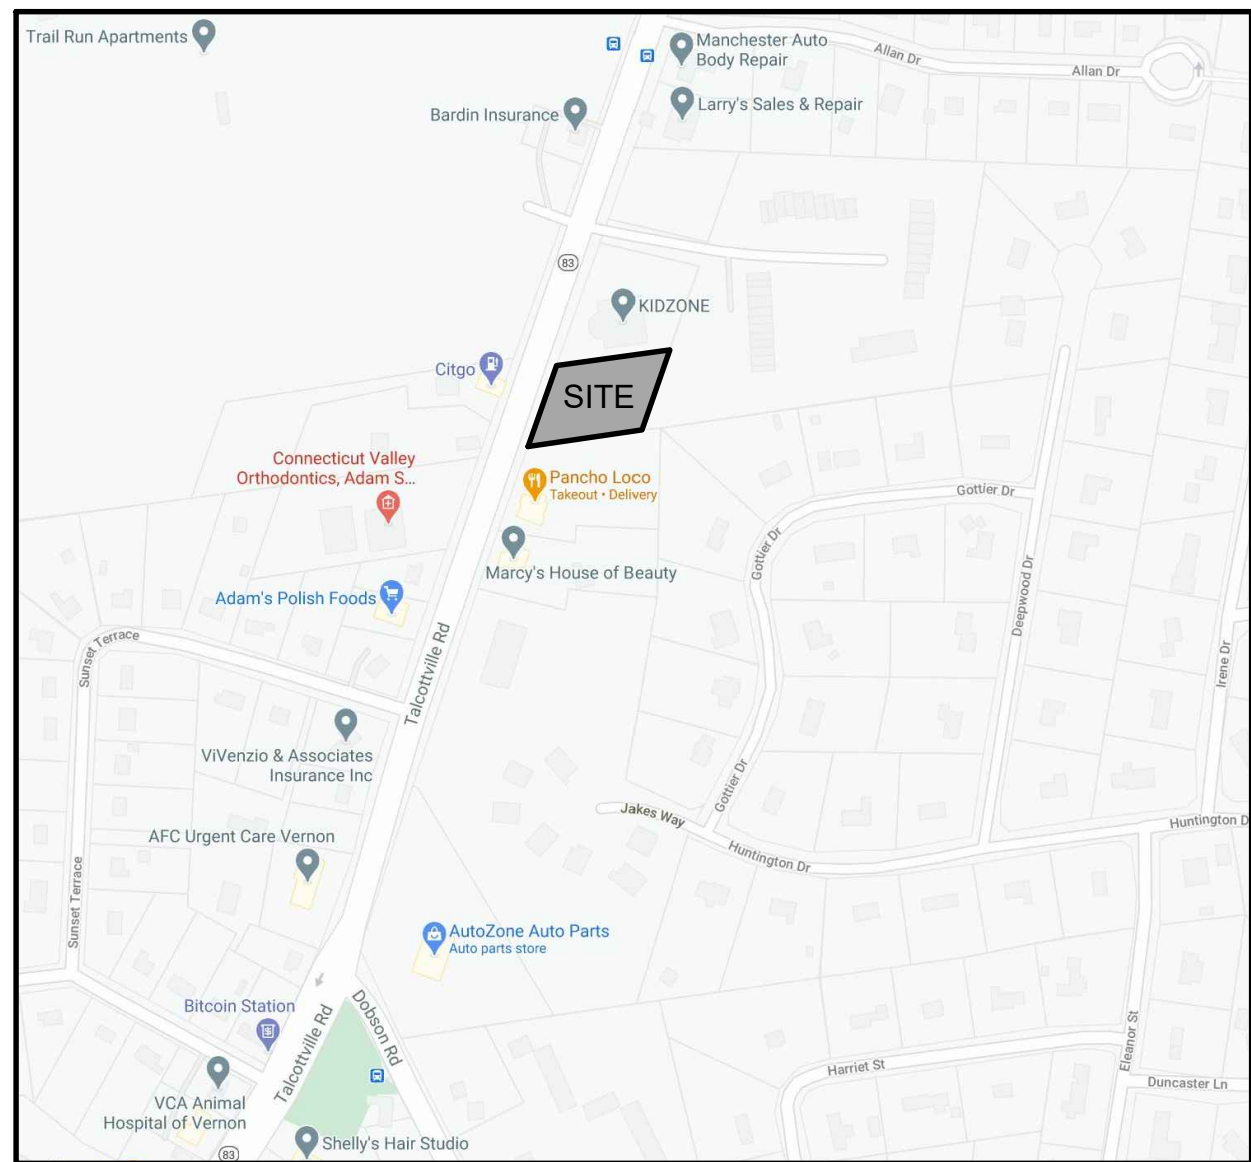 Trail Run Apartments
Manchester Auto
Body Repair
Allan Dr
Allan Dr
Bardin Insurance
Larry's Sales & Repair
83
KIDZONE
Citgo
SITE
Connecticut Valley
Orthodontics, Adam S...
Pancho Loco
Takeout • Delivery
Gottier Dr
Gottier Dr
Marcy's House of Beauty
Deepwood Dr
Adam's Polish Foods
Sunset Terrace
Talcottville Rd
Irene Dr
ViVenzio & Associates
Insurance Inc
Gottier Dr
Jakes Way
Huntington D
AFC Urgent Care Vernon
Huntington Dr
Sunset Terrace
AutoZone Auto Parts
Auto parts store
Bitcoin Station
Talcottville Rd
Dobson Rd
Eleanor St
Harriet St
Duncaster Ln
VCA Animal
Hospital of Vernon
Shelly's Hair Studio
83